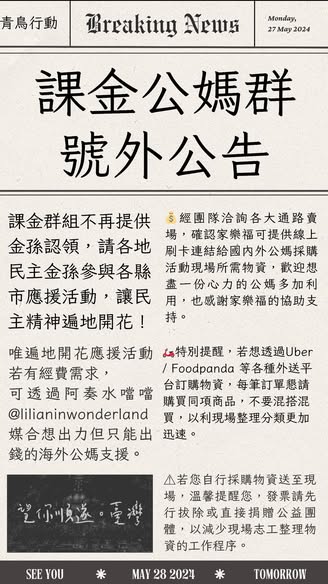 青鳥行動
Breaking News
Monday,
27 May 2024
課金公媽群
號外公告
課金群組不再提供
金孫認領，請各地
民主金孫參與各縣
市應援活動，讓民
主精神遍地開花！
唯遍地開花應援活動
若有經費需求，
可透過阿奏水噹噹
@lilianinwonderland
媒合想出力但只能出
錢的海外公媽支援。
望你順遂。臺灣
💰經團隊洽詢各大通路賣
場，確認家樂福可提供線上
刷卡連結給國內外公媽採購
活動現場所需物資，歡迎想
盡一份心力的公媽多加利
用，也感謝家樂福的協助支
持。
🛵特別提醒，若想透過Uber
/ Foodpanda 等各種外送平
台訂購物資，每筆訂單懇請
購買同項商品，不要混搭混
買，以利現場整理分類更加
迅速。
⚠若您自行採購物資送至現
場，溫馨提醒您，發票請先
行拔除或直接捐贈公益團
體，以減少現場志工整理物
資的工作程序。
SEE YOU
MAY 28 2024
TOMORROW